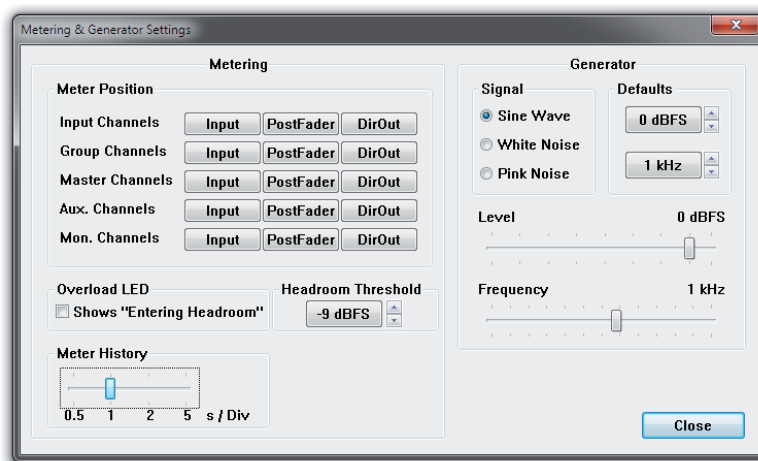 Metering & Generator Settings
Metering
Meter Position
Input Channels Input PostFader DirOut
Group Channels Input PostFader DirOut
Master Channels Input PostFader DirOut
Aux. Channels Input PostFader DirOut
Mon. Channels Input PostFader DirOut
Overload LED
Shows "Entering Headroom"
Headroom Threshold
-9 dBFS
Meter History
0.5 1 2 5 s / Div
Generator
Signal
Sine Wave
White Noise
Pink Noise
Defaults
0 dBFS
1 kHz
Level 0 dBFS
Frequency 1 kHz
Close